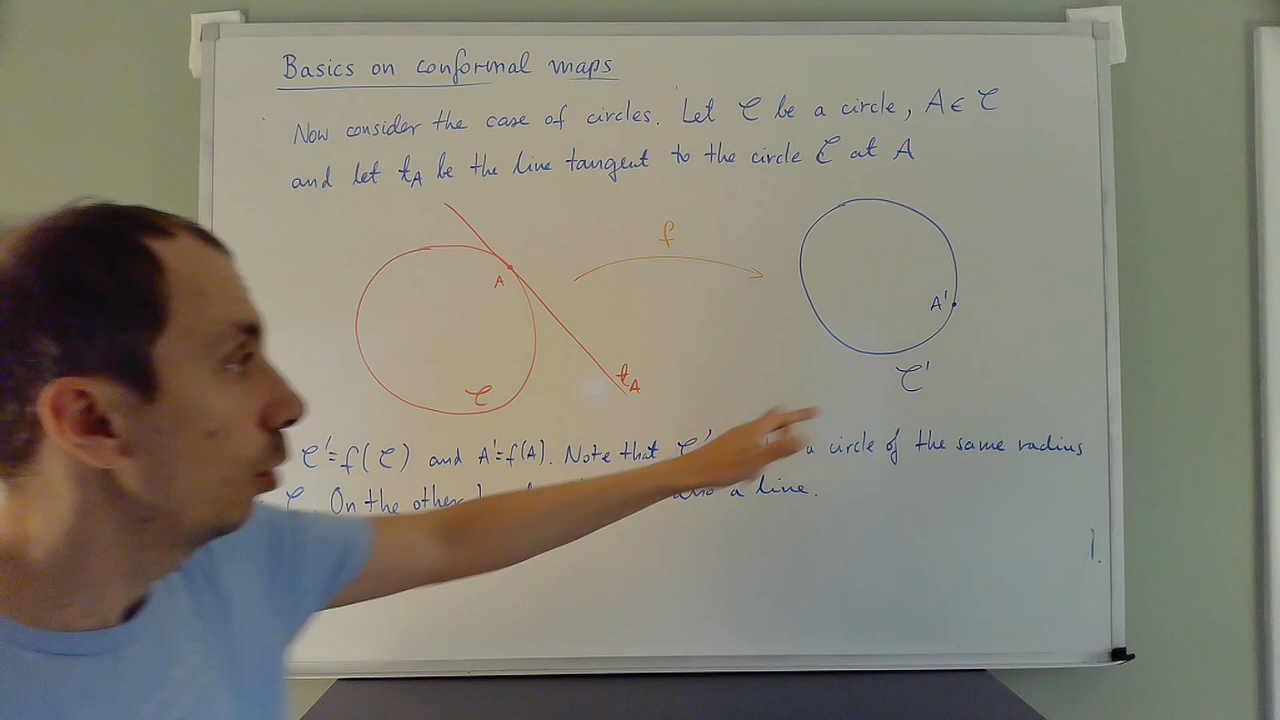 Basics on conformal maps
Now consider the case of circles. Let 𝒞 be a circle, A ∈ 𝒞
and let t_A be the line tangent to the circle 𝒞 at A
f
A
A'
t_A
𝒞
𝒞'
𝒞'=f(𝒞) and A'=f(A). Note that 𝒞' a circle of the same radius
𝒞. On the other also a line.
1.